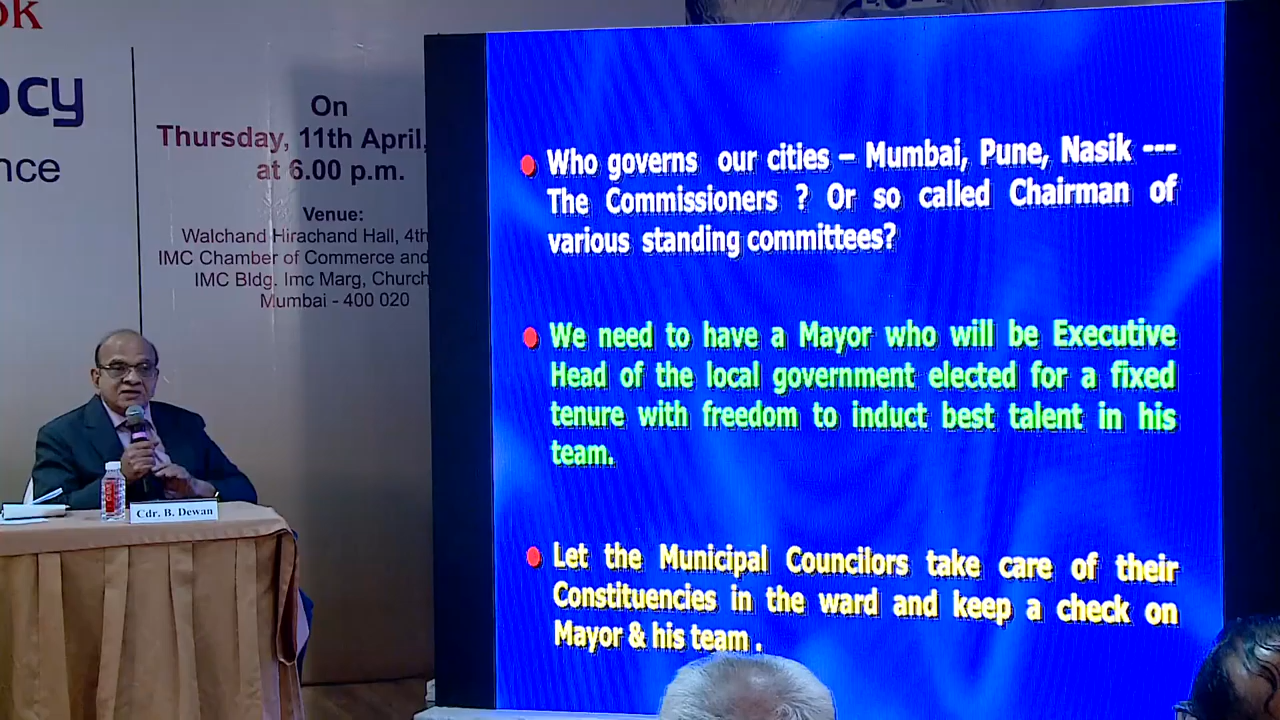 ok
ocy
nce
On
Thursday, 11th April,
at 6.00 p.m.
Venue:
Walchand Hirachand Hall, 4th
IMC Chamber of Commerce and
IMC Bldg. Imc Marg, Church
Mumbai - 400 020
Cdr. B. Dewan
Who governs our cities – Mumbai, Pune, Nasik ---
The Commissioners ? Or so called Chairman of
various standing committees?
We need to have a Mayor who will be Executive
Head of the local government elected for a fixed
tenure with freedom to induct best talent in his
team.
Let the Municipal Councilors take care of their
Constituencies in the ward and keep a check on
Mayor & his team .